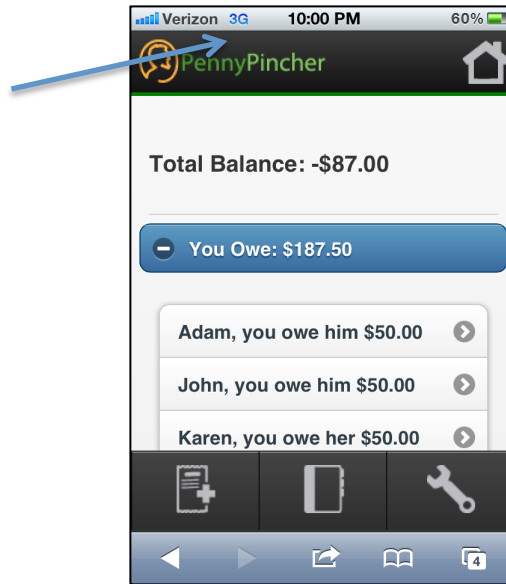 Verizon 3G 10:00 PM 60%
PennyPincher
Total Balance: -$87.00
You Owe: $187.50
Adam, you owe him $50.00
John, you owe him $50.00
Karen, you owe her $50.00
4